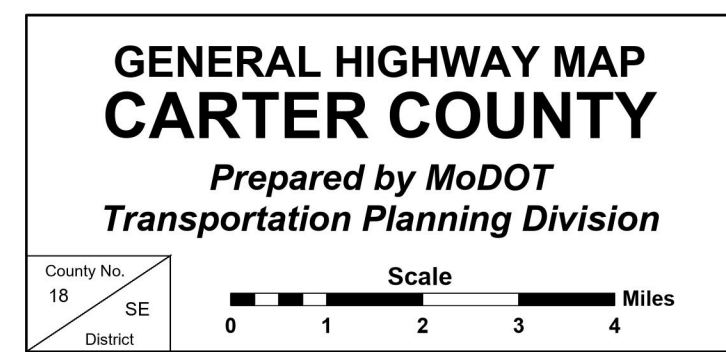 GENERAL HIGHWAY MAP
CARTER COUNTY
Prepared by MoDOT
Transportation Planning Division
County No.
18
SE
District
Scale
Miles
0 1 2 3 4